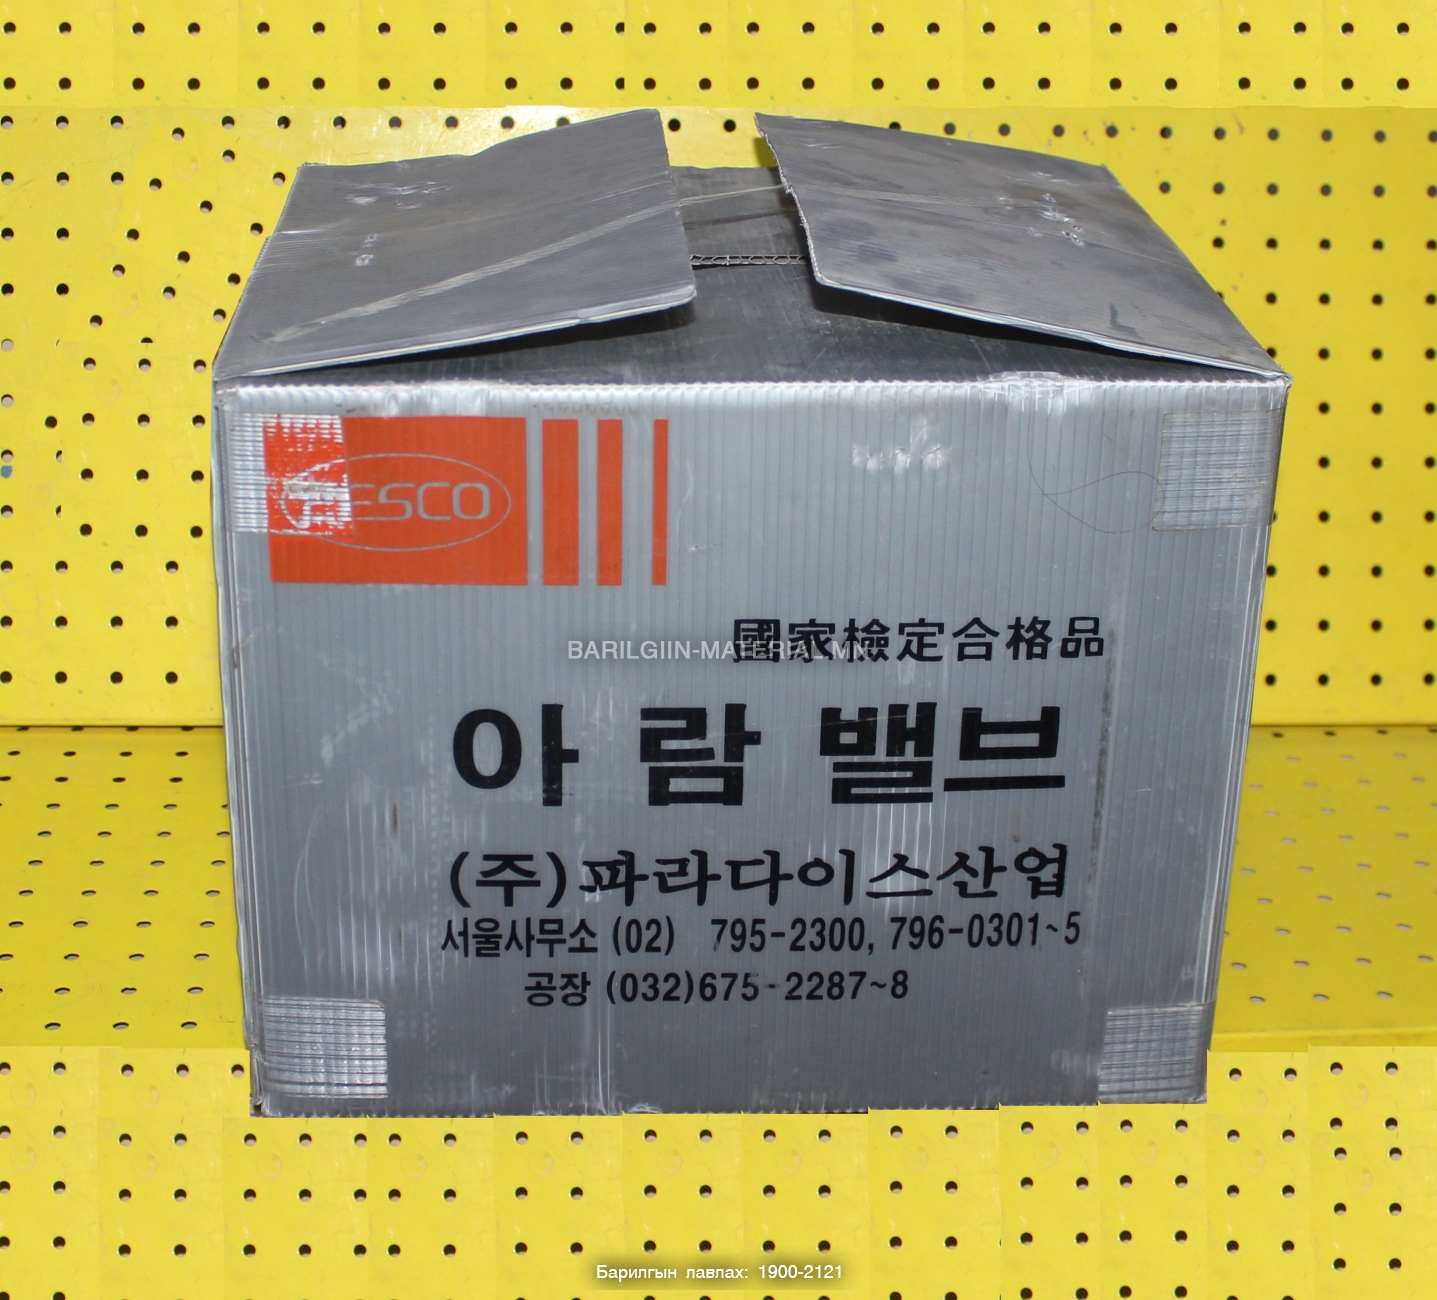 國家檢定合格品
BARILGIIN-MATERIAL.MN
아람밸브
(주)파라다이스산업
서울사무소 (02) 795-2300, 796-0301~5
공장 (032)675-2287~8
Барилгын лавлах: 1900-2121